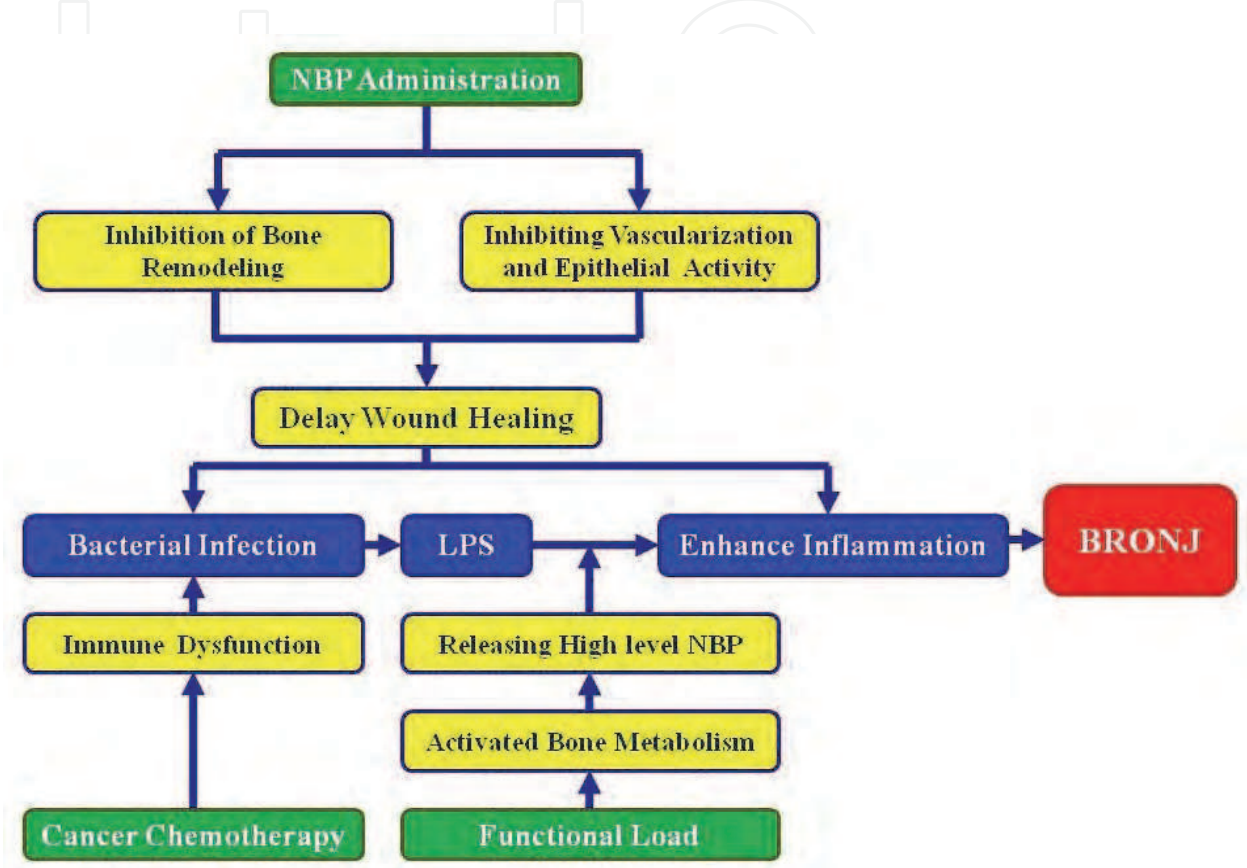 NBP Administration
Inhibition of Bone
Remodeling
Inhibiting Vascularization
and Epithelial Activity
Delay Wound Healing
Bacterial Infection
LPS
Enhance Inflammation
BRONJ
Immune Dysfunction
Releasing High level NBP
Activated Bone Metabolism
Cancer Chemotherapy
Functional Load